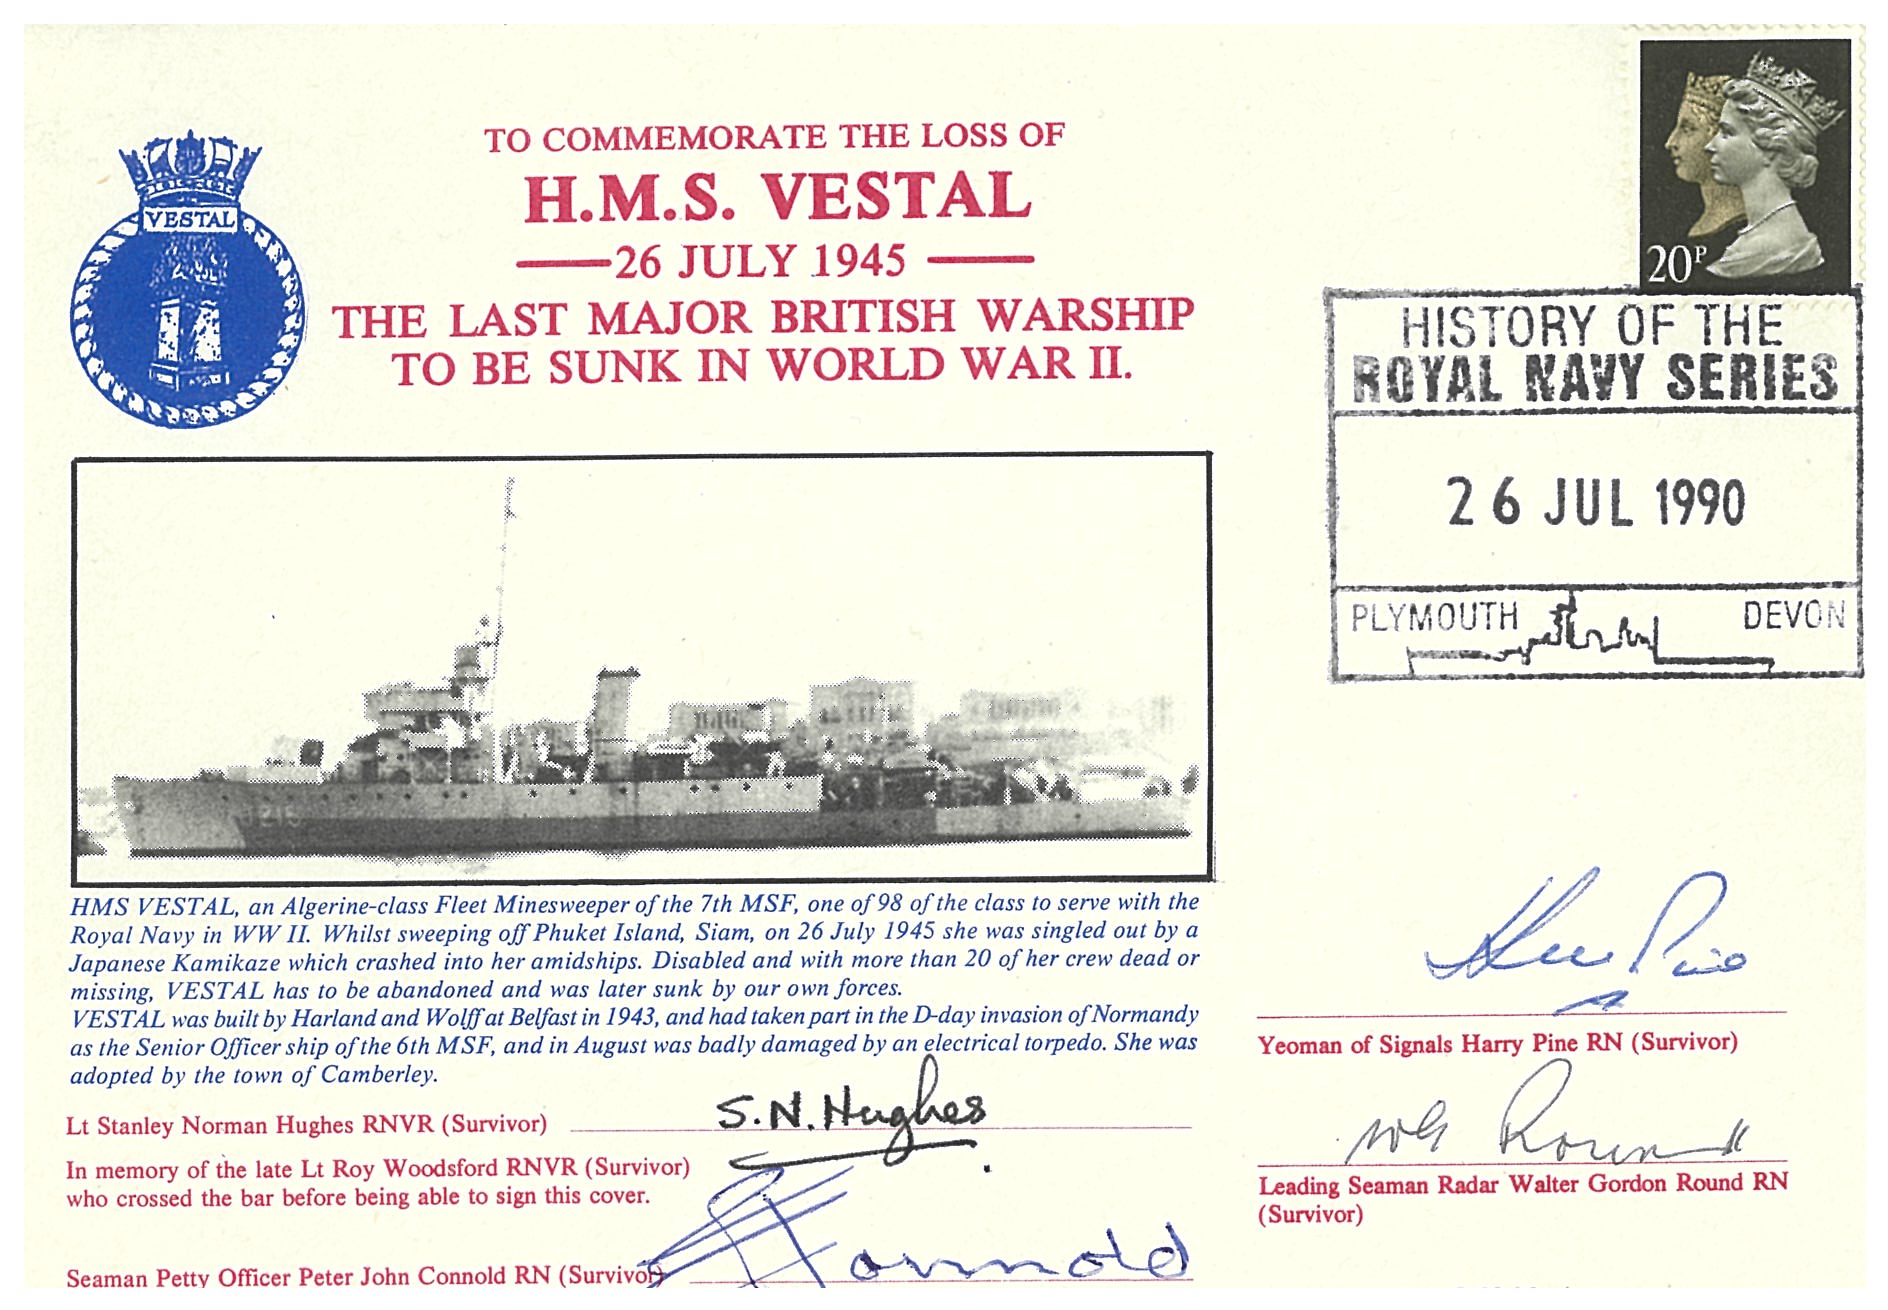 TO COMMEMORATE THE LOSS OF
H.M.S. VESTAL
26 JULY 1945
THE LAST MAJOR BRITISH WARSHIP
TO BE SUNK IN WORLD WAR II.
VESTAL
20P
HISTORY OF THE
ROYAL NAVY SERIES
26 JUL 1990
PLYMOUTH DEVON
HMS VESTAL, an Algerine-class Fleet Minesweeper of the 7th MSF, one of 98 of the class to serve with the
Royal Navy in WW II. Whilst sweeping off Phuket Island, Siam, on 26 July 1945 she was singled out by a
Japanese Kamikaze which crashed into her amidships. Disabled and with more than 20 of her crew dead or
missing, VESTAL has to be abandoned and was later sunk by our own forces.
VESTAL was built by Harland and Wolff at Belfast in 1943, and had taken part in the D-day invasion of Normandy
as the Senior Officer ship of the 6th MSF, and in August was badly damaged by an electrical torpedo. She was
adopted by the town of Camberley.
Lt Stanley Norman Hughes RNVR (Survivor) S.N. Hughes
In memory of the late Lt Roy Woodsford RNVR (Survivor)
who crossed the bar before being able to sign this cover.
Seaman Petty Officer Peter John Connold RN (Survivor) Connold
Pine
Yeoman of Signals Harry Pine RN (Survivor)
WG Round
Leading Seaman Radar Walter Gordon Round RN
(Survivor)